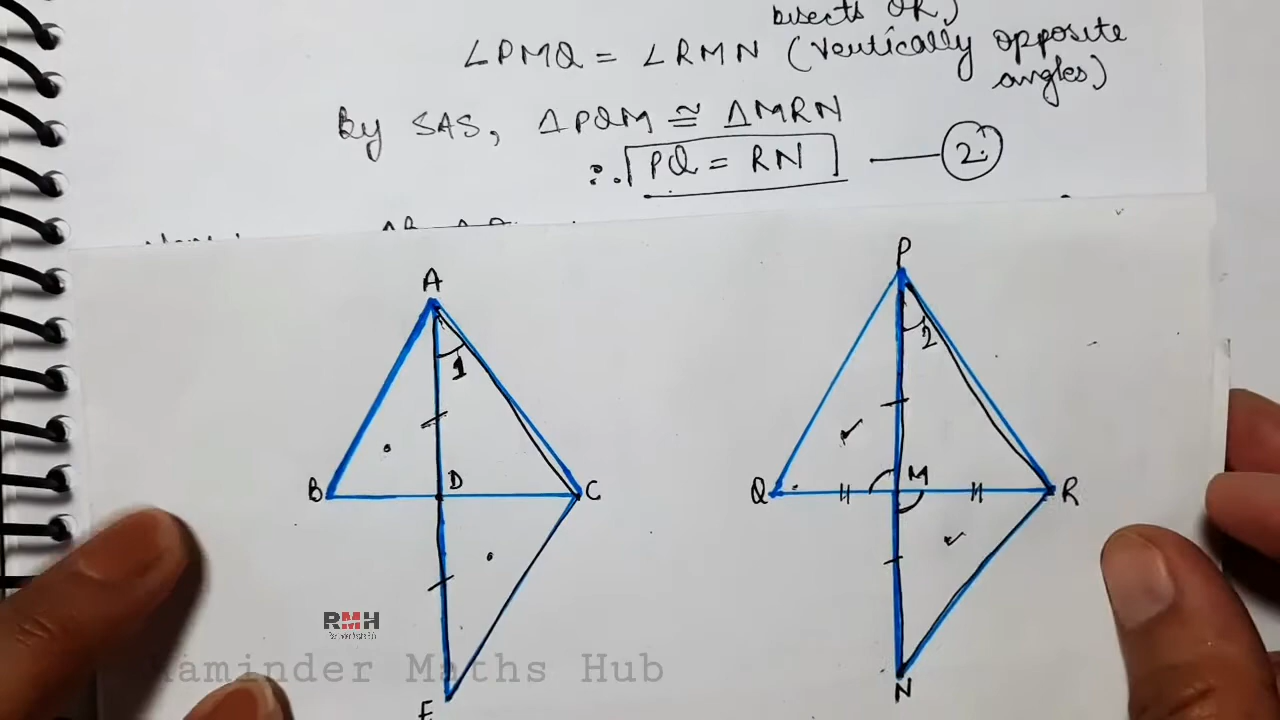 bisects QR)
∠PMQ = ∠RMN (Vertically opposite
angles)
By SAS, ΔPQM ≅ ΔMRN
∴ PQ = RN — 2
A
1
B
D
C
E
P
2
Q
M
R
N
RMH
Raminder Maths Hub